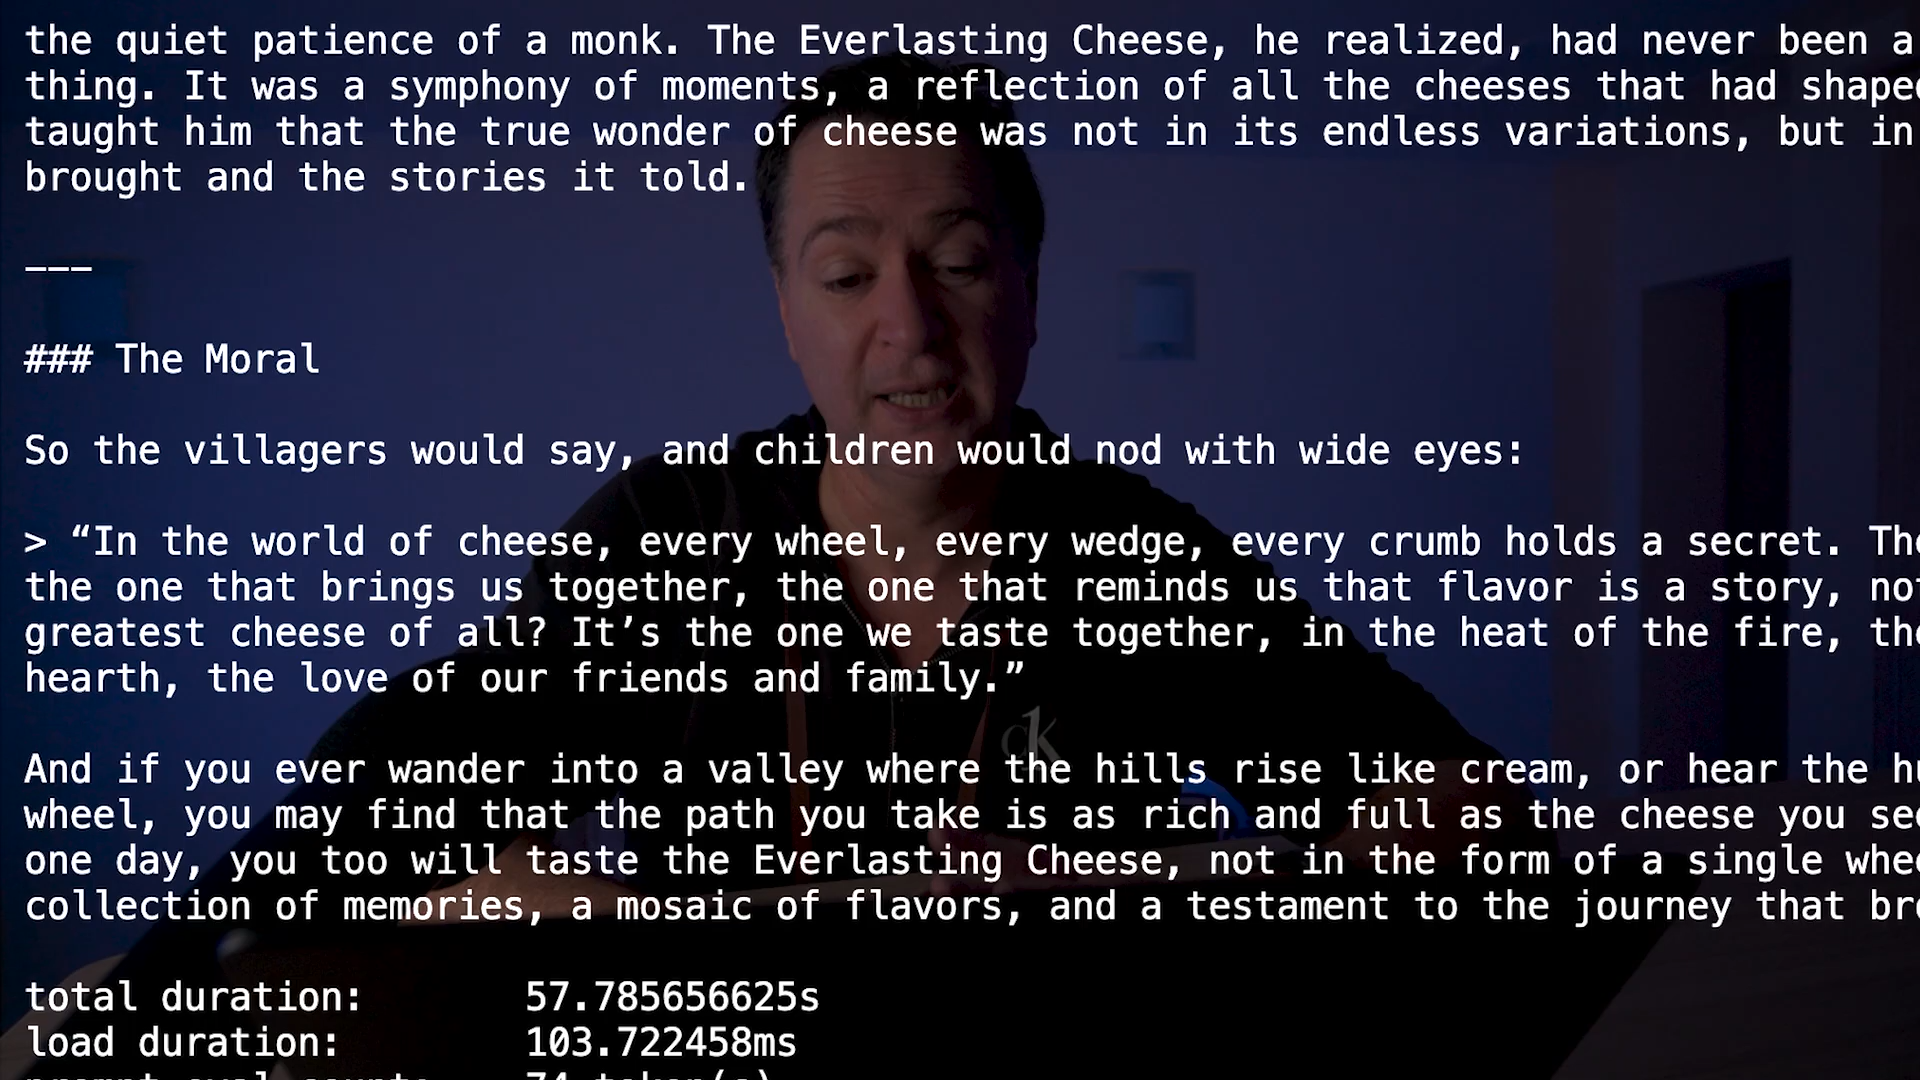 the quiet patience of a monk. The Everlasting Cheese, he realized, had never been a
thing. It was a symphony of moments, a reflection of all the cheeses that had
taught him that the true wonder of cheese was not in its endless variations, but in
brought and the stories it told.
---
### The Moral
So the villagers would say, and children would nod with wide eyes:
> “In the world of cheese, every wheel, every wedge, every crumb holds a secret.
the one that brings us together, the one that reminds us that flavor is a story,
greatest cheese of all? It’s the one we taste together, in the heat of the fire,
hearth, the love of our friends and family.”
ck
And if you ever wander into a valley where the hills rise like cream, or hear the
wheel, you may find that the path you take is as rich and full as the cheese you
one day, you too will taste the Everlasting Cheese, not in the form of a single
collection of memories, a mosaic of flavors, and a testament to the journey that
total duration: 57.785656625s
load duration: 103.722458ms
prompt eval count: 74 token(s)